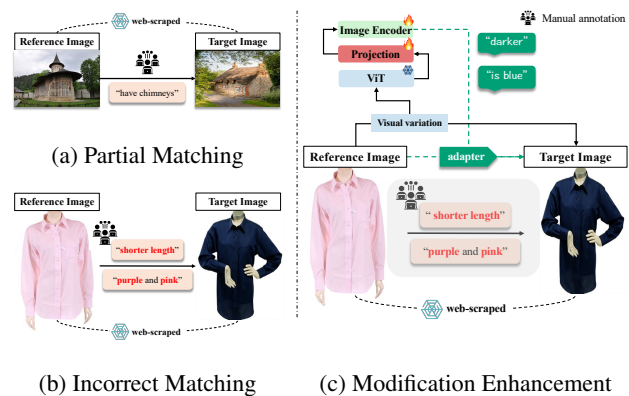 web-scraped
Reference Image
Target Image
"have chimneys"
(a) Partial Matching
Reference Image
Target Image
"shorter length"
"purple and pink"
web-scraped
(b) Incorrect Matching
Manual annotation
Image Encoder
Projection
ViT
"darker"
"is blue"
Visual variation
Reference Image
adapter
Target Image
" shorter length"
"purple and pink"
web-scraped
(c) Modification Enhancement